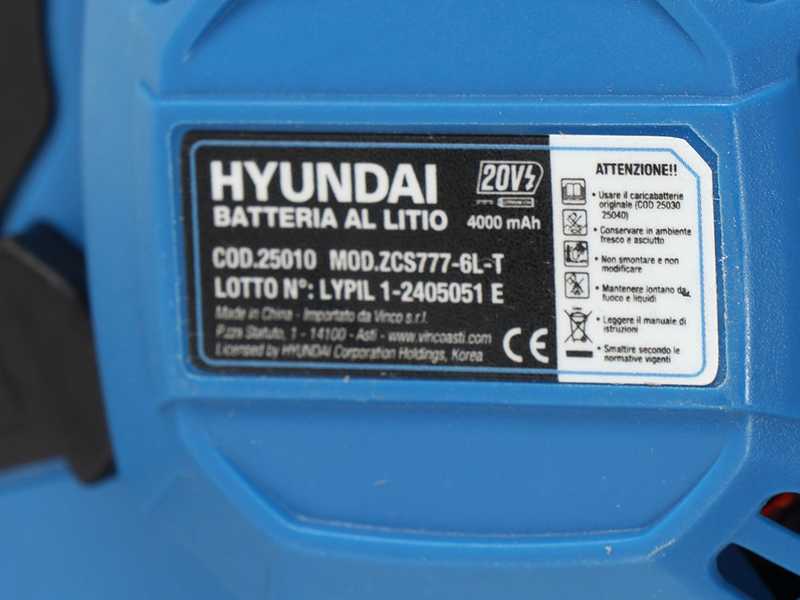 HYUNDAI
BATTERIA AL LITIO
20V
4000 mAh
COD.25010 MOD.ZCS777-6L-T
LOTTO N°: LYPIL 1-2405051 E
Made in China - Importato da Vinco s.r.l.
P.zza Statuto, 1 - 14100 - Asti - www.vincoasti.com
Licensed by HYUNDAI Corporation Holdings, Korea
CE
ATTENZIONE!!
• Usare il caricabatterie
originale (COD 25030
25040)
• Conservare in ambiente
fresco e asciutto
• Non smontare e non
modificare
• Mantenere lontano da
fuoco e liquidi
• Leggere il manuale di
istruzioni
• Smaltire secondo le
normative vigenti